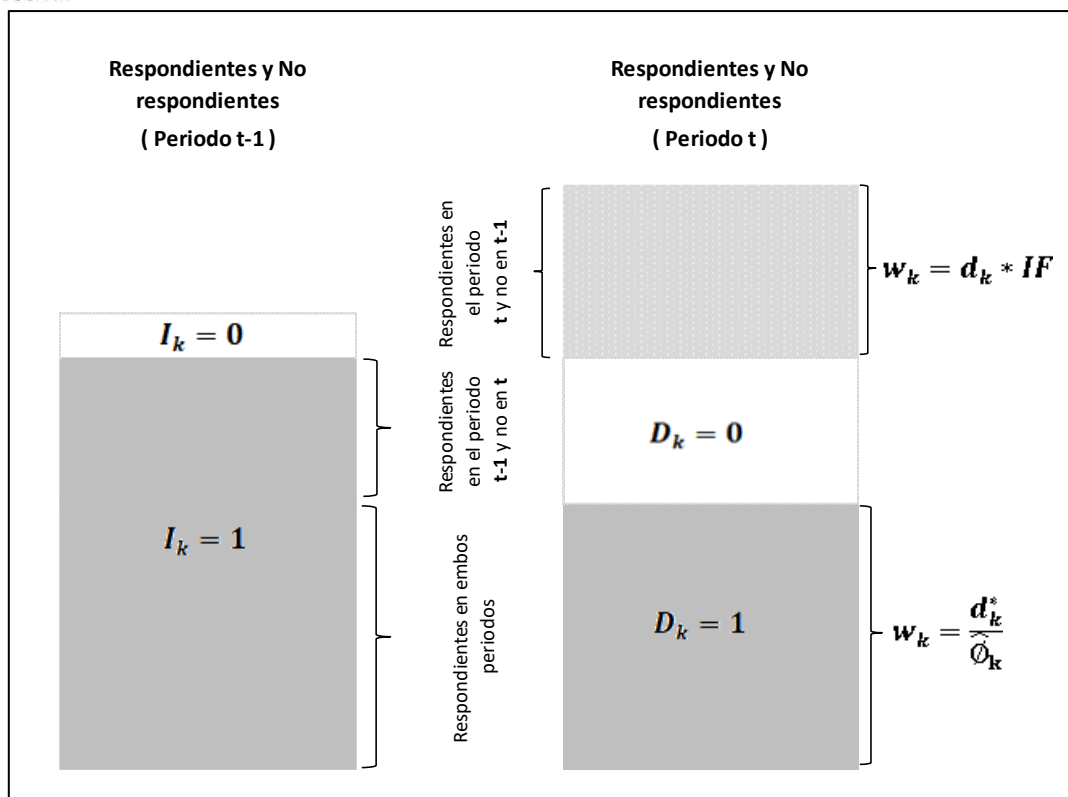 Respondientes y No
respondientes
( Periodo t-1 )
Respondientes y No
respondientes
( Periodo t )
I_k = 0
I_k = 1
Respondientes en
el periodo
t y no en t-1
Respondientes
en el periodo
t-1 y no en t
Respondientes en embos
periodos
D_k = 0
D_k = 1
w_k = d_k * IF
w_k = d*_k / Ø̂_k